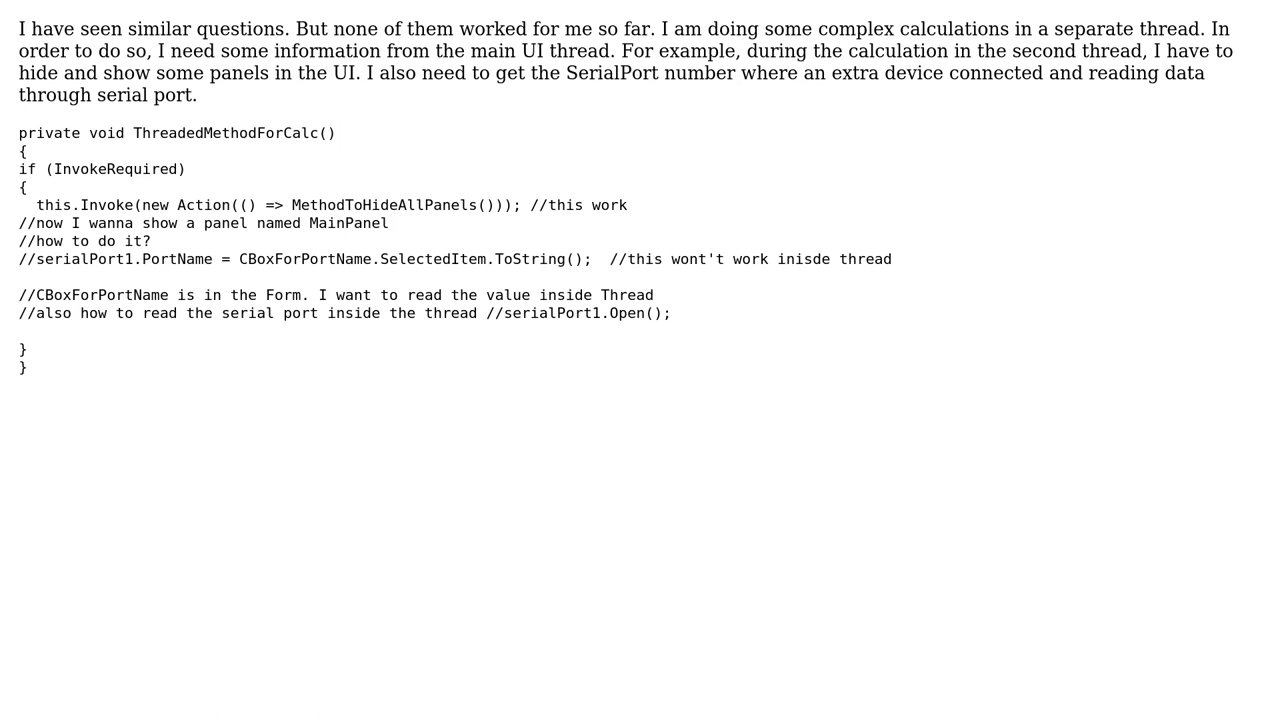 I have seen similar questions. But none of them worked for me so far. I am doing some complex calculations in a separate thread. In
order to do so, I need some information from the main UI thread. For example, during the calculation in the second thread, I have to
hide and show some panels in the UI. I also need to get the SerialPort number where an extra device connected and reading data
through serial port.
private void ThreadedMethodForCalc()
{
if (InvokeRequired)
{
  this.Invoke(new Action(() => MethodToHideAllPanels())); //this work
//now I wanna show a panel named MainPanel
//how to do it?
//serialPort1.PortName = CBoxForPortName.SelectedItem.ToString();  //this wont't work inisde thread
//CBoxForPortName is in the Form. I want to read the value inside Thread
//also how to read the serial port inside the thread //serialPort1.Open();
}
}